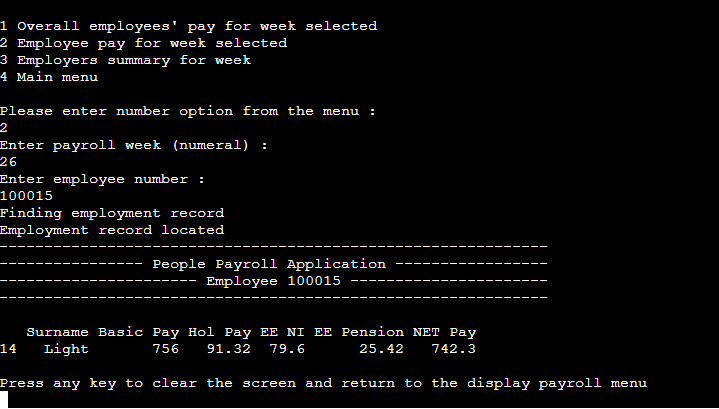 1 Overall employees' pay for week selected
2 Employee pay for week selected
3 Employers summary for week
4 Main menu
Please enter number option from the menu :
2
Enter payroll week (numeral) :
26
Enter employee number :
100015
Finding employment record
Employment record located
-------------------------------------------------------------
---------------- People Payroll Application -----------------
---------------------- Employee 100015 ----------------------
-------------------------------------------------------------
   Surname Basic Pay Hol Pay EE NI EE Pension NET Pay
14   Light       756   91.32  79.6      25.42   742.3
Press any key to clear the screen and return to the display payroll menu